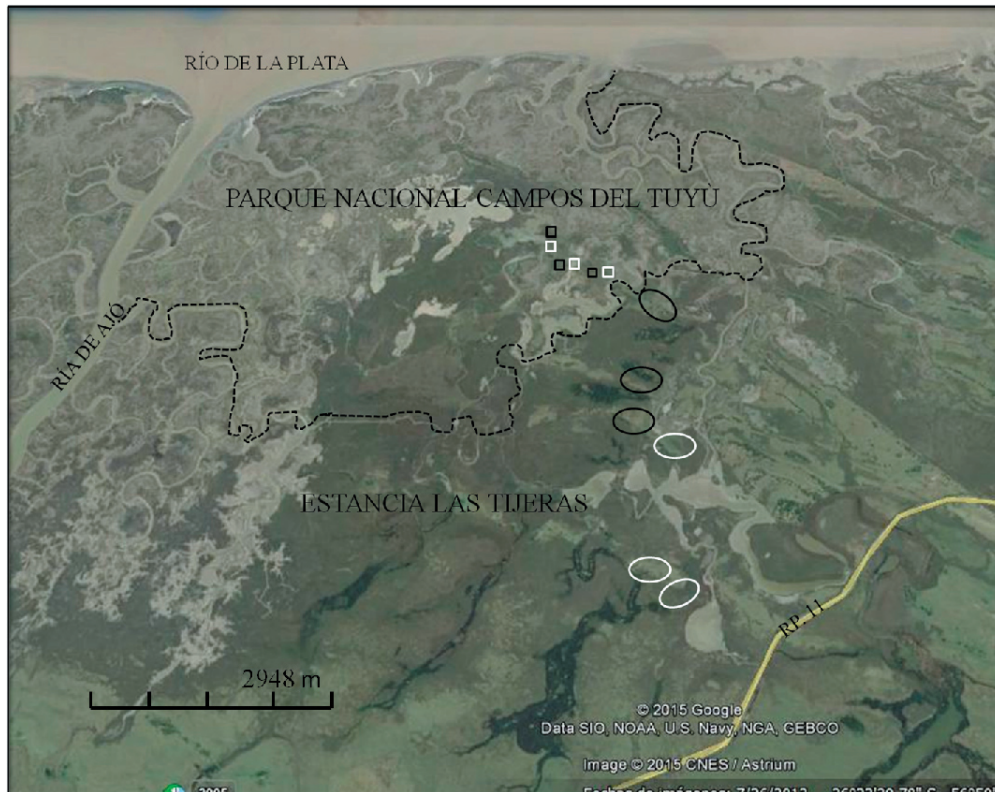 RÍO DE LA PLATA
PARQUE NACIONAL CAMPOS DEL TUYÙ
RÍA DE AJÓ
ESTANCIA LAS TIJERAS
RP. 11
2948 m
© 2015 Google
Data SIO, NOAA, U.S. Navy, NGA, GEBCO
Image © 2015 CNES / Astrium